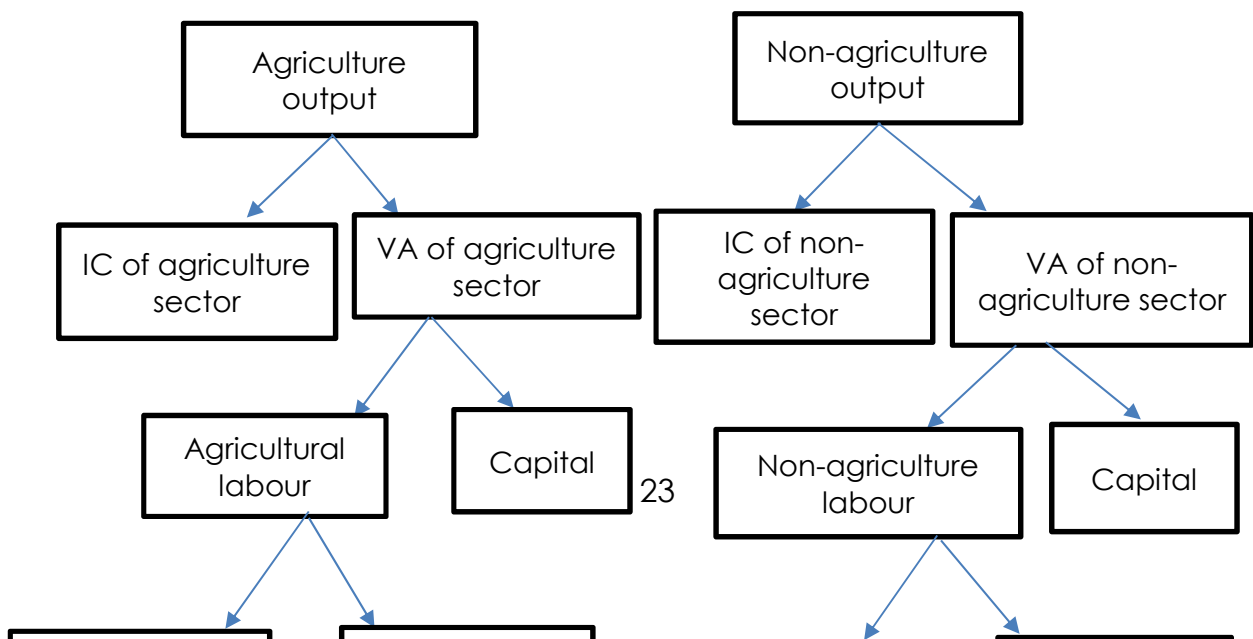 Agriculture
output
Non-agriculture
output
IC of agriculture
sector
VA of agriculture
sector
IC of non-
agriculture
sector
VA of non-
agriculture sector
Agricultural
labour
Capital
23
Non-agriculture
labour
Capital